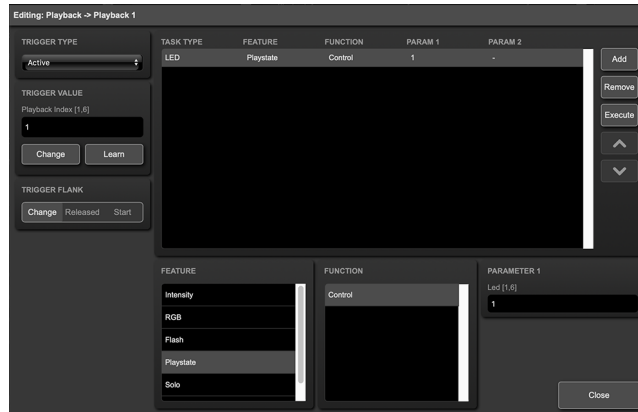 Editing: Playback -> Playback 1
TRIGGER TYPE
Active
TRIGGER VALUE
Playback Index [1,6]
1
Change Learn
TRIGGER FLANK
Change Released Start
TASK TYPE FEATURE FUNCTION PARAM 1 PARAM 2
LED Playstate Control 1 -
Add
Remove
Execute
FEATURE
Intensity
RGB
Flash
Playstate
Solo
FUNCTION
Control
PARAMETER 1
Led [1,6]
1
Close